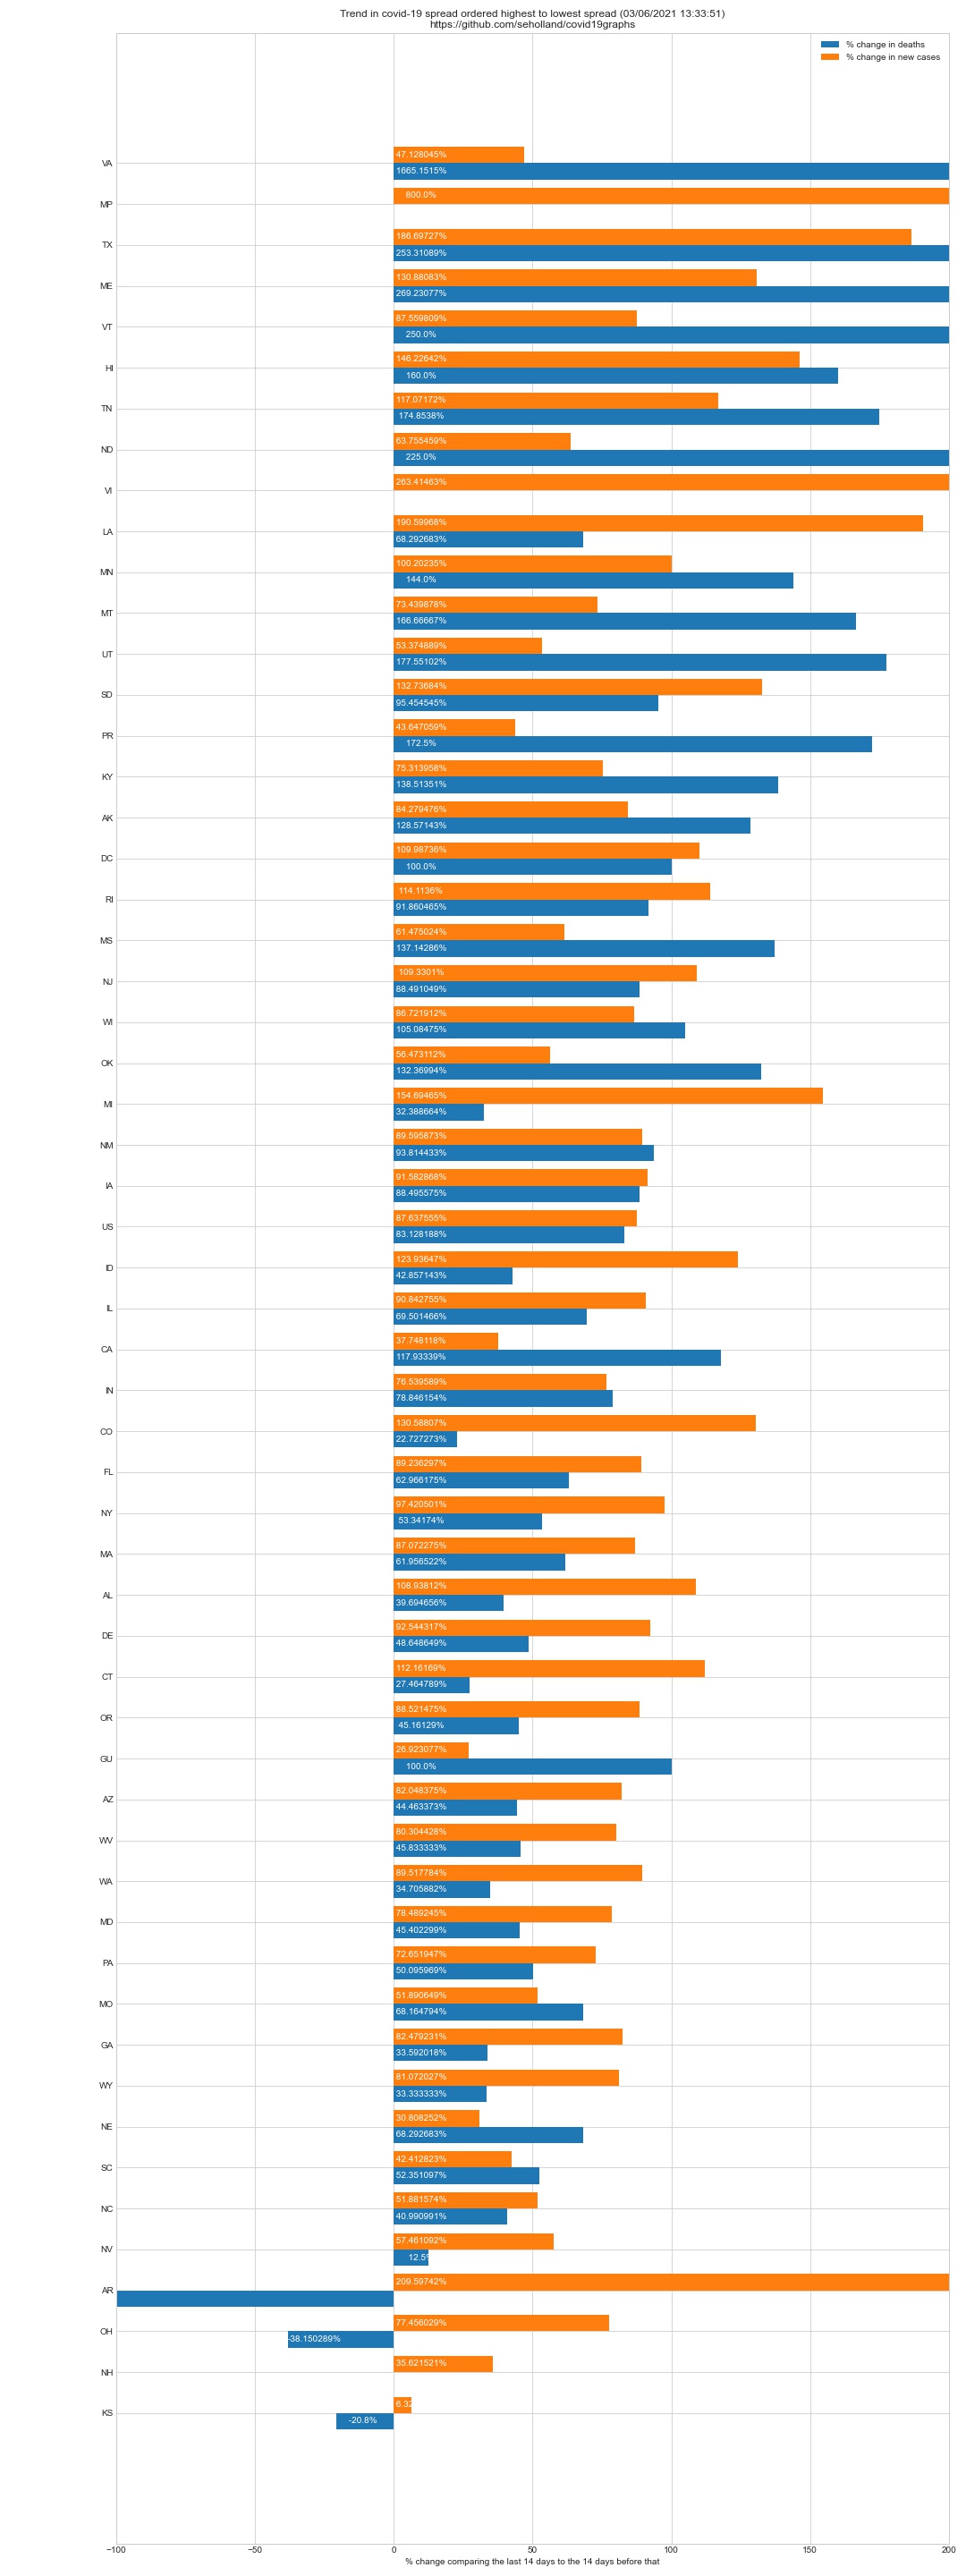 Trend in covid-19 spread ordered highest to lowest spread (03/06/2021 13:33:51)
https://github.com/seholland/covid19graphs
% change in deaths
% change in new cases
47.128045%
VA
1665.1515%
800.0%
MP
186.69727%
TX
253.31089%
130.88083%
ME
269.23077%
87.559809%
VT
250.0%
146.22642%
HI
160.0%
117.07172%
TN
174.8538%
63.755459%
ND
225.0%
263.41463%
VI
190.59968%
LA
68.292683%
100.20235%
MN
144.0%
73.439878%
MT
166.66667%
53.374889%
UT
177.55102%
132.73684%
SD
95.454545%
43.647059%
PR
172.5%
75.313958%
KY
138.51351%
84.279476%
AK
128.57143%
109.98736%
DC
100.0%
114.1136%
RI
91.860465%
61.475024%
MS
137.14286%
109.3301%
NJ
88.491049%
86.721912%
WI
105.08475%
56.473112%
OK
132.36994%
154.69465%
MI
32.388664%
89.595873%
NM
93.814433%
91.582868%
IA
88.495575%
87.637555%
US
83.128188%
123.93647%
ID
42.857143%
90.842755%
IL
69.501466%
37.748118%
CA
117.93339%
76.539589%
IN
78.846154%
130.58807%
CO
22.727273%
89.236297%
FL
62.966175%
97.420501%
NY
53.34174%
87.072275%
MA
61.956522%
108.93812%
AL
39.694656%
92.544317%
DE
48.648649%
112.16169%
CT
27.464789%
88.521475%
OR
45.16129%
26.923077%
GU
100.0%
82.048375%
AZ
44.463373%
80.304428%
WV
45.833333%
89.517784%
WA
34.705882%
78.489245%
MD
45.402299%
72.651947%
PA
50.095969%
51.890649%
MO
68.164794%
82.479231%
GA
33.592018%
81.072027%
WY
33.333333%
30.808252%
NE
68.292683%
42.412823%
SC
52.351097%
51.881574%
NC
40.990991%
57.461092%
NV
12.5%
209.59742%
AR
77.456029%
OH
-38.150289%
35.621521%
NH
6.32
KS
-20.8%
−100 −50 0 50 100 150 200
% change comparing the last 14 days to the 14 days before that